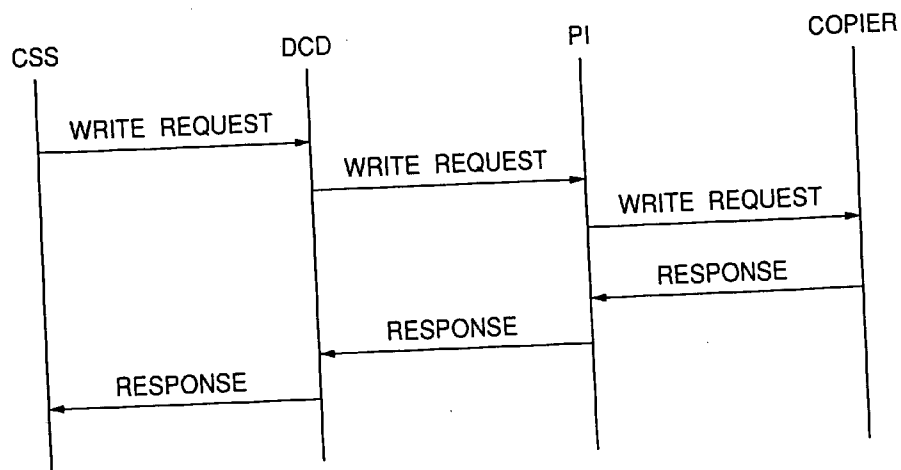 CSS DCD PI COPIER
WRITE REQUEST
WRITE REQUEST
WRITE REQUEST
RESPONSE
RESPONSE
RESPONSE